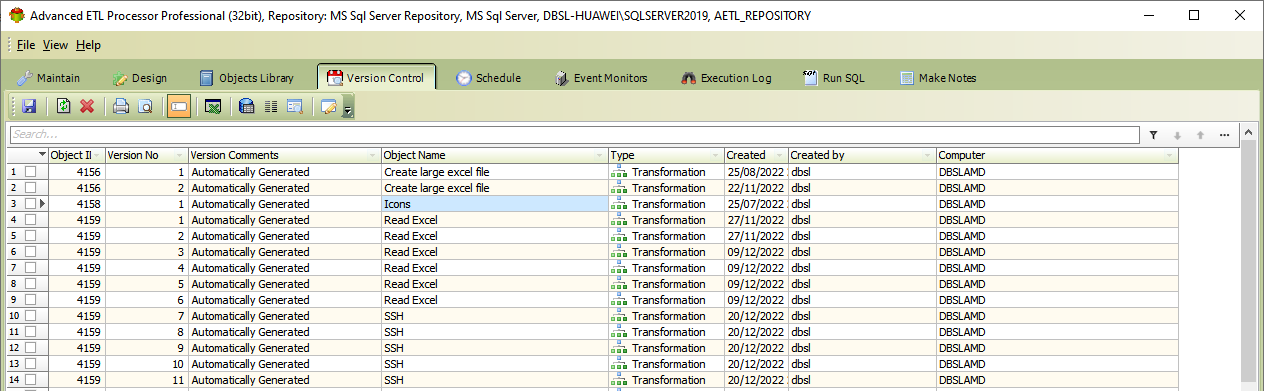 Advanced ETL Processor Professional (32bit), Repository: MS Sql Server Repository, MS Sql Server, DBSL-HUAWEI\SQLSERVER2019, AETL_REPOSITORY
File View Help
Maintain Design Objects Library Version Control Schedule Event Monitors Execution Log Run SQL Make Notes
Search...
Object II Version No Version Comments Object Name Type Created Created by Computer
1 4156 1 Automatically Generated Create large excel file Transformation 25/08/2022 dbsl DBSLAMD
2 4156 2 Automatically Generated Create large excel file Transformation 22/11/2022 dbsl DBSLAMD
3 4158 1 Automatically Generated Icons Transformation 25/07/2022 dbsl DBSLAMD
4 4159 1 Automatically Generated Read Excel Transformation 27/11/2022 dbsl DBSLAMD
5 4159 2 Automatically Generated Read Excel Transformation 27/11/2022 dbsl DBSLAMD
6 4159 3 Automatically Generated Read Excel Transformation 09/12/2022 dbsl DBSLAMD
7 4159 4 Automatically Generated Read Excel Transformation 09/12/2022 dbsl DBSLAMD
8 4159 5 Automatically Generated Read Excel Transformation 09/12/2022 dbsl DBSLAMD
9 4159 6 Automatically Generated Read Excel Transformation 09/12/2022 dbsl DBSLAMD
10 4159 7 Automatically Generated SSH Transformation 20/12/2022 dbsl DBSLAMD
11 4159 8 Automatically Generated SSH Transformation 20/12/2022 dbsl DBSLAMD
12 4159 9 Automatically Generated SSH Transformation 20/12/2022 dbsl DBSLAMD
13 4159 10 Automatically Generated SSH Transformation 20/12/2022 dbsl DBSLAMD
14 4159 11 Automatically Generated SSH Transformation 20/12/2022 dbsl DBSLAMD